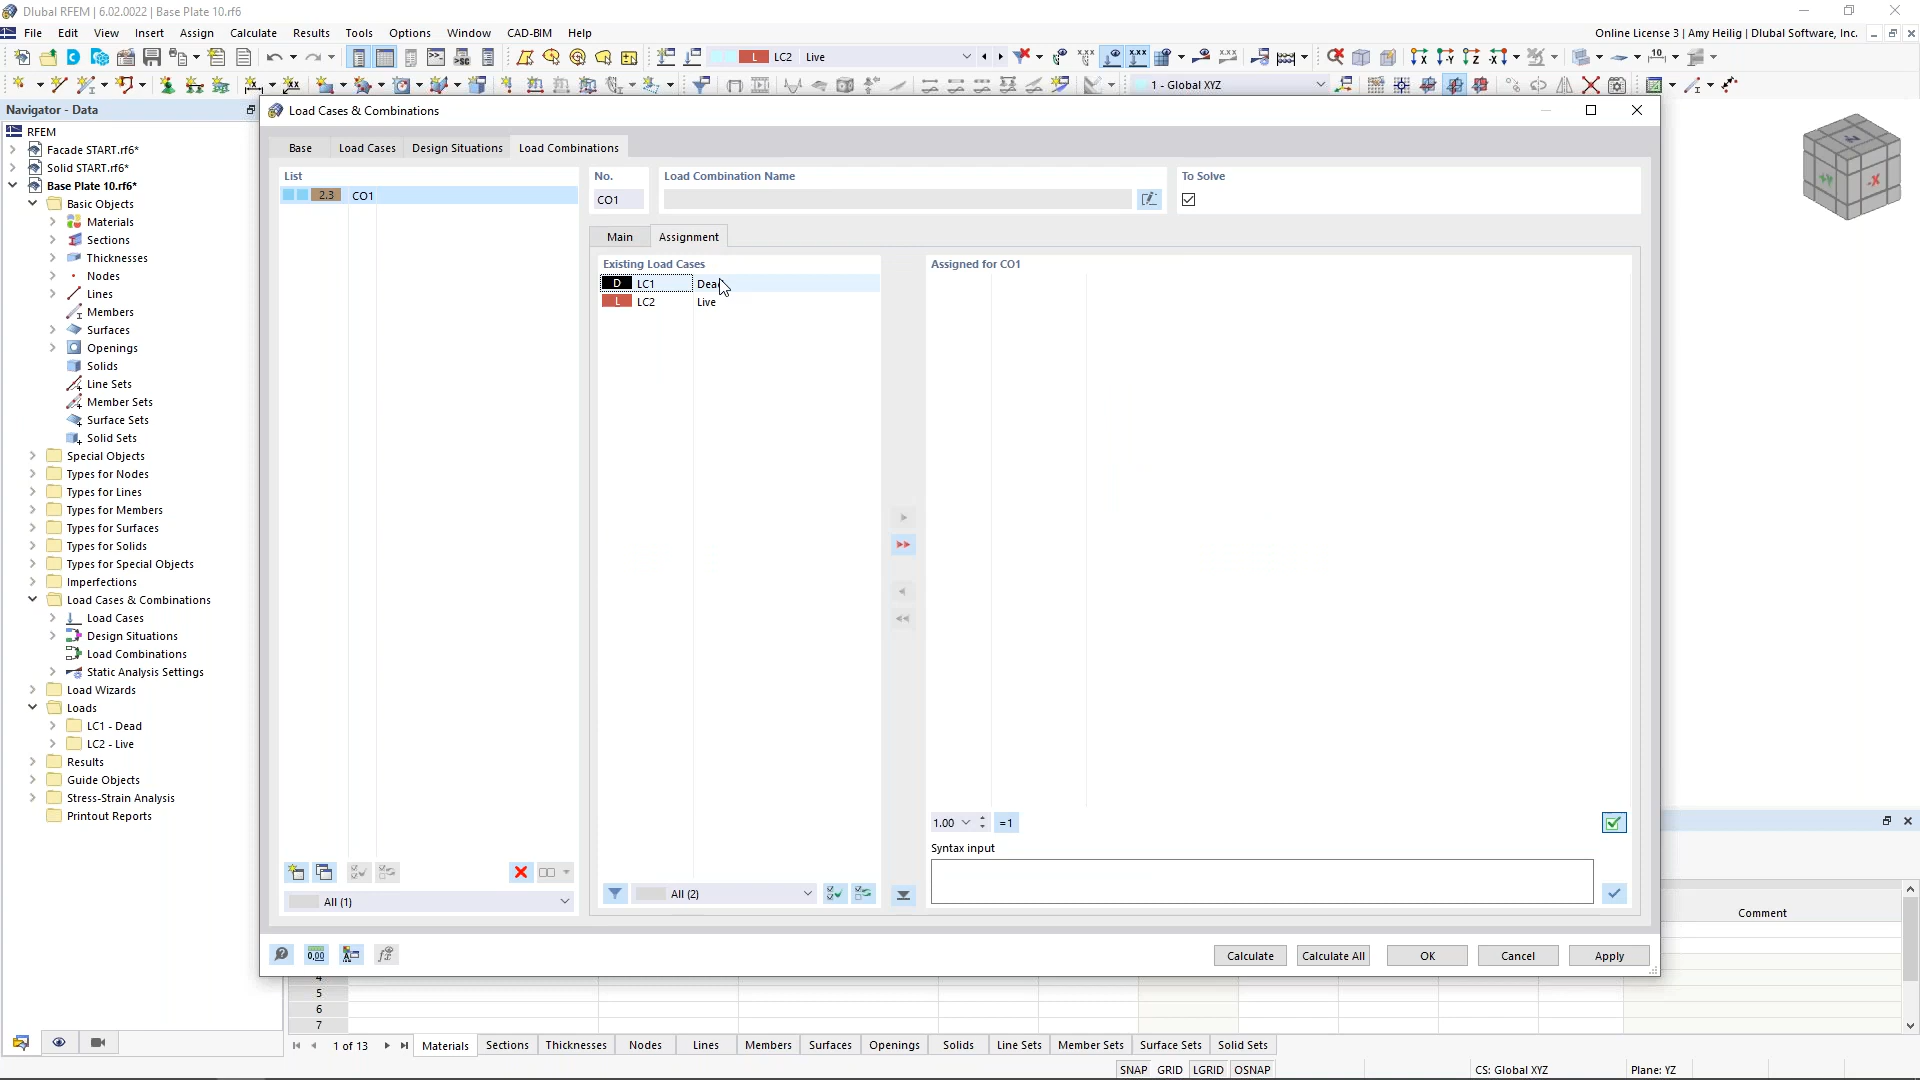 Dlubal RFEM | 6.02.0022 | Base Plate 10.rf6*
File Edit View Insert Assign Calculate Results Tools Options Window CAD-BIM Help
Online License 3 | Amy Heilig | Dlubal Software, Inc.
L LC2 Live
1 - Global XYZ
Navigator - Data
RFEM
Facade START.rf6*
Solid START.rf6*
Base Plate 10.rf6*
Basic Objects
Materials
Sections
Thicknesses
Nodes
Lines
Members
Surfaces
Openings
Solids
Line Sets
Member Sets
Surface Sets
Solid Sets
Special Objects
Types for Nodes
Types for Lines
Types for Members
Types for Surfaces
Types for Solids
Types for Special Objects
Imperfections
Load Cases & Combinations
Load Cases
Design Situations
Load Combinations
Static Analysis Settings
Load Wizards
Loads
LC1 - Dead
LC2 - Live
Results
Guide Objects
Stress-Strain Analysis
Printout Reports
Load Cases & Combinations
Base Load Cases Design Situations Load Combinations
List
2.3 CO1
All (1)
No.
CO1
Load Combination Name
To Solve
Main Assignment
Existing Load Cases
D LC1 Dead
L LC2 Live
All (2)
Assigned for CO1
1.00 =1
Syntax input
Calculate Calculate All OK Cancel Apply
Comment
4
5
6
7
1 of 13 Materials Sections Thicknesses Nodes Lines Members Surfaces Openings Solids Line Sets Member Sets Surface Sets Solid Sets
SNAP GRID LGRID OSNAP CS: Global XYZ Plane: YZ
+Y -X